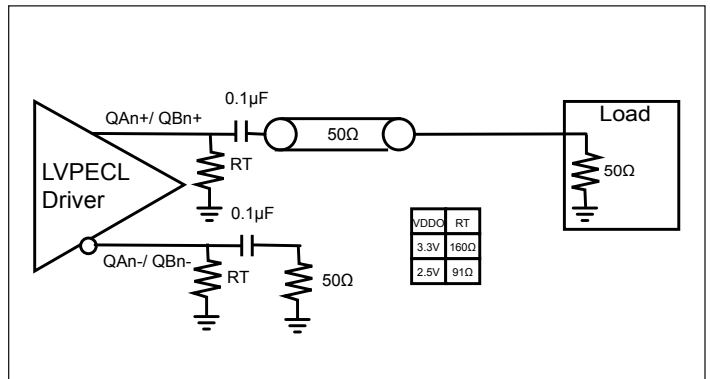 0.1µF
QAn+/ QBn+
50Ω
Load
LVPECL
Driver
RT
50Ω
0.1µF
QAn-/ QBn-
RT
50Ω
VDDO RT
3.3V 160Ω
2.5V 91Ω